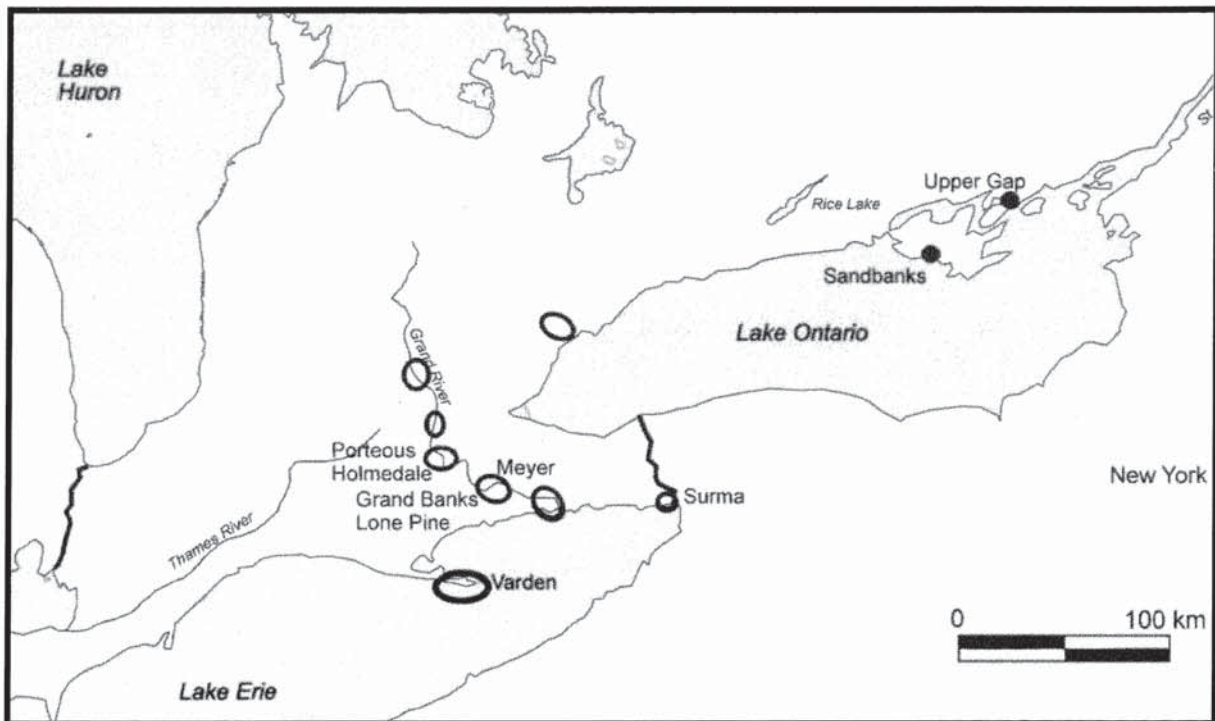 Lake
Huron
Upper Gap
Rice Lake
Sandbanks
Lake Ontario
Grand River
Porteous
Holmedale
Meyer
Grand Banks
Lone Pine
Surma
New York
Thames River
Varden
0 100 km
Lake Erie